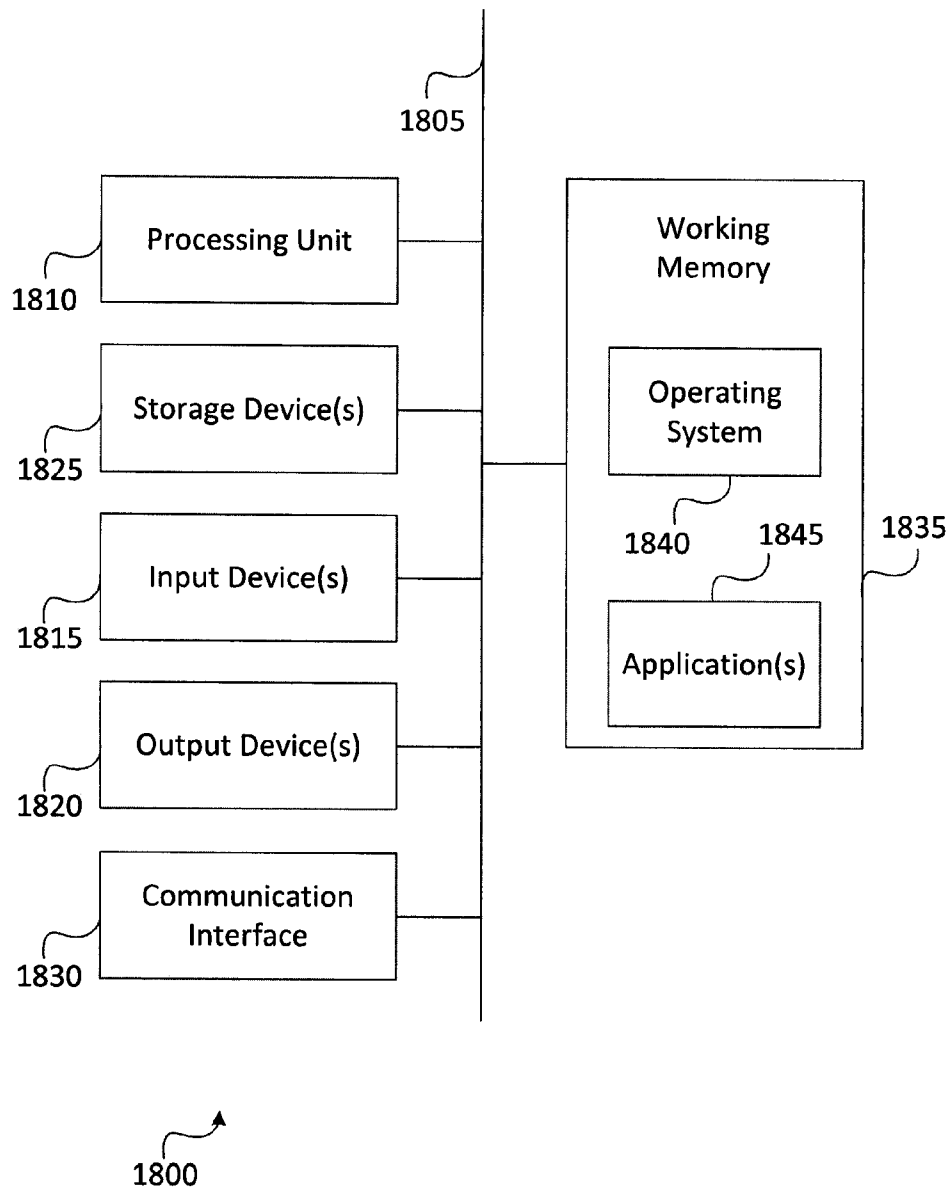 1805
Processing Unit
1810
Storage Device(s)
1825
Input Device(s)
1815
Output Device(s)
1820
Communication
Interface
1830
Working
Memory
Operating
System
1840
1845
1835
Application(s)
1800